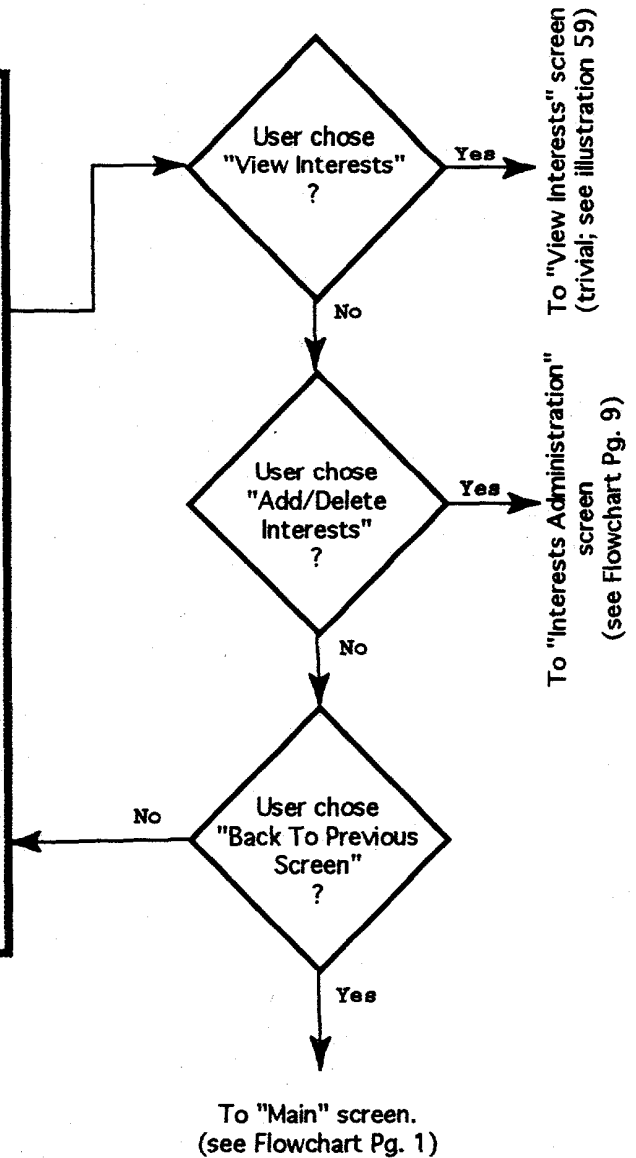 User chose
"View Interests"
?
Yes
To "View Interests" screen
(trivial; see illustration 59)
No
User chose
"Add/Delete
Interests"
?
Yes
To "Interests Administration"
screen
(see Flowchart Pg. 9)
No
User chose
"Back To Previous
Screen"
?
No
Yes
To "Main" screen.
(see Flowchart Pg. 1)